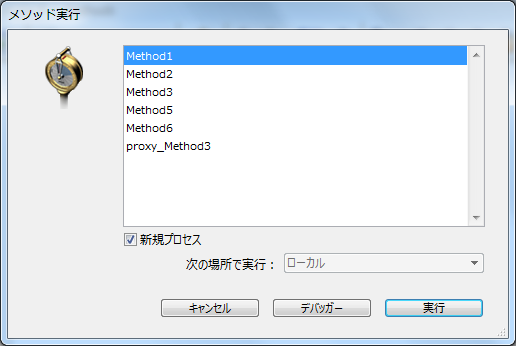 メソッド実行
Method1
Method2
Method3
Method5
Method6
proxy_Method3
新規プロセス
次の場所で実行：
ローカル
キャンセル
デバッガー
実行